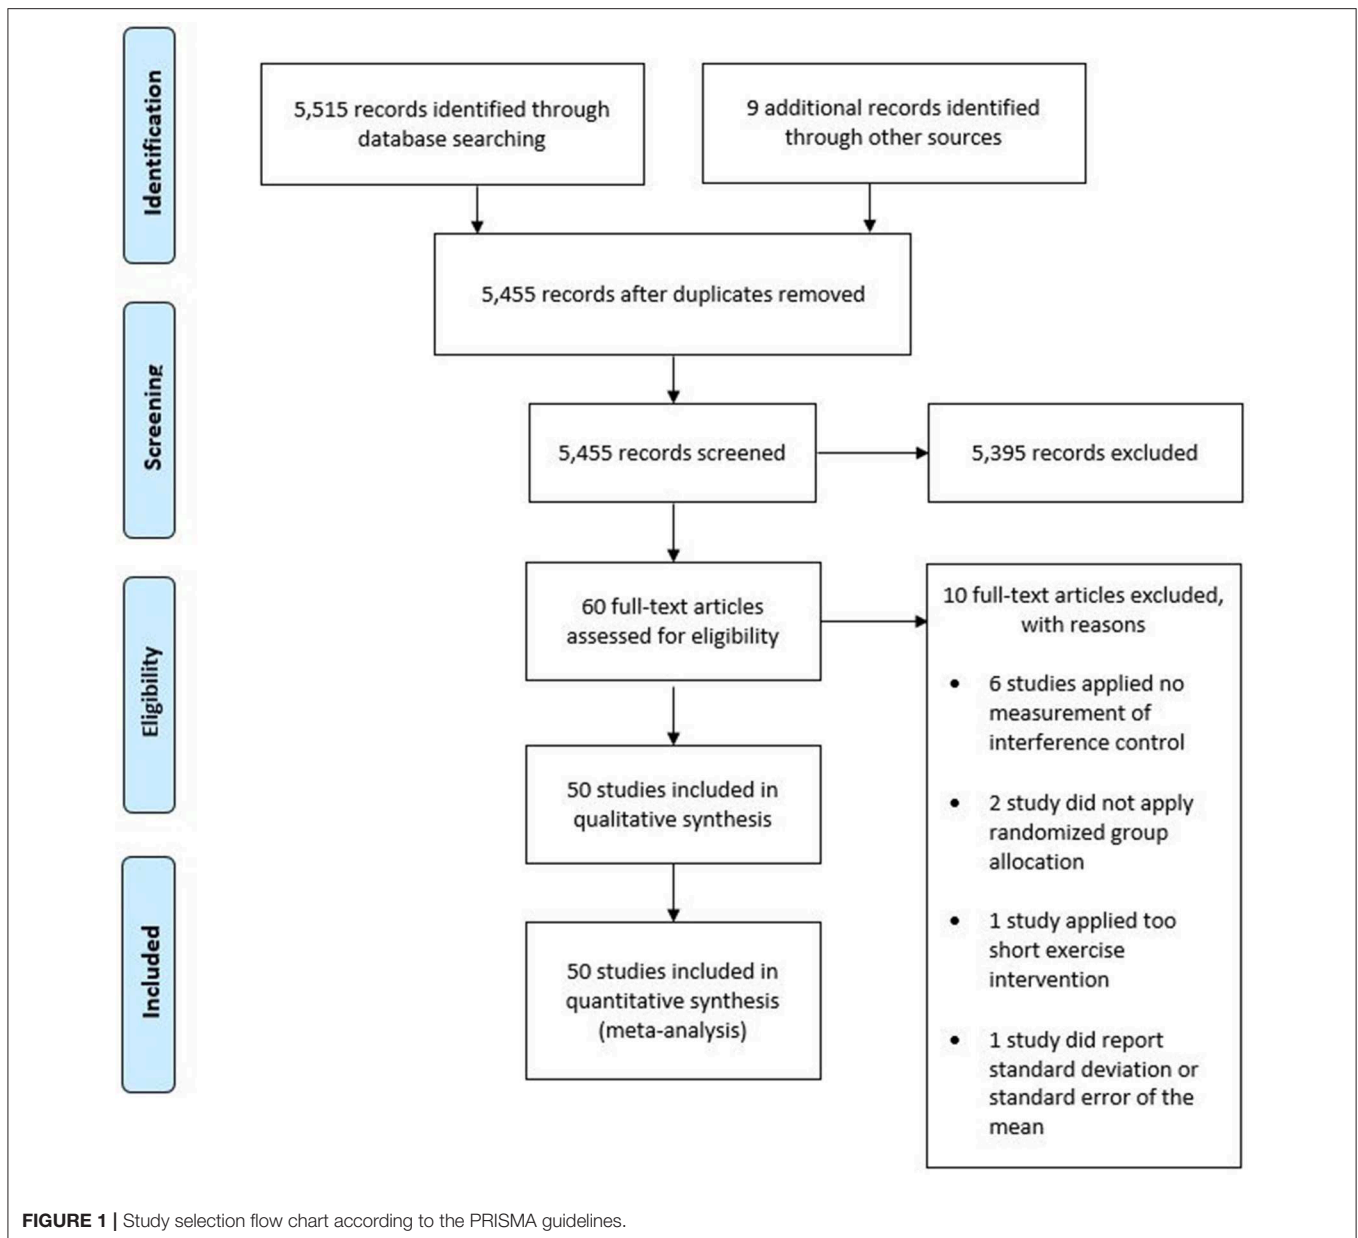 Identification
5,515 records identified through
database searching
9 additional records identified
through other sources
5,455 records after duplicates removed
Screening
5,455 records screened
5,395 records excluded
Eligibility
60 full-text articles
assessed for eligibility
10 full-text articles excluded,
with reasons
• 6 studies applied no
measurement of
interference control
• 2 study did not apply
randomized group
allocation
• 1 study applied too
short exercise
intervention
• 1 study did report
standard deviation or
standard error of the
mean
50 studies included in
qualitative synthesis
Included
50 studies included in
quantitative synthesis
(meta-analysis)
FIGURE 1 | Study selection flow chart according to the PRISMA guidelines.